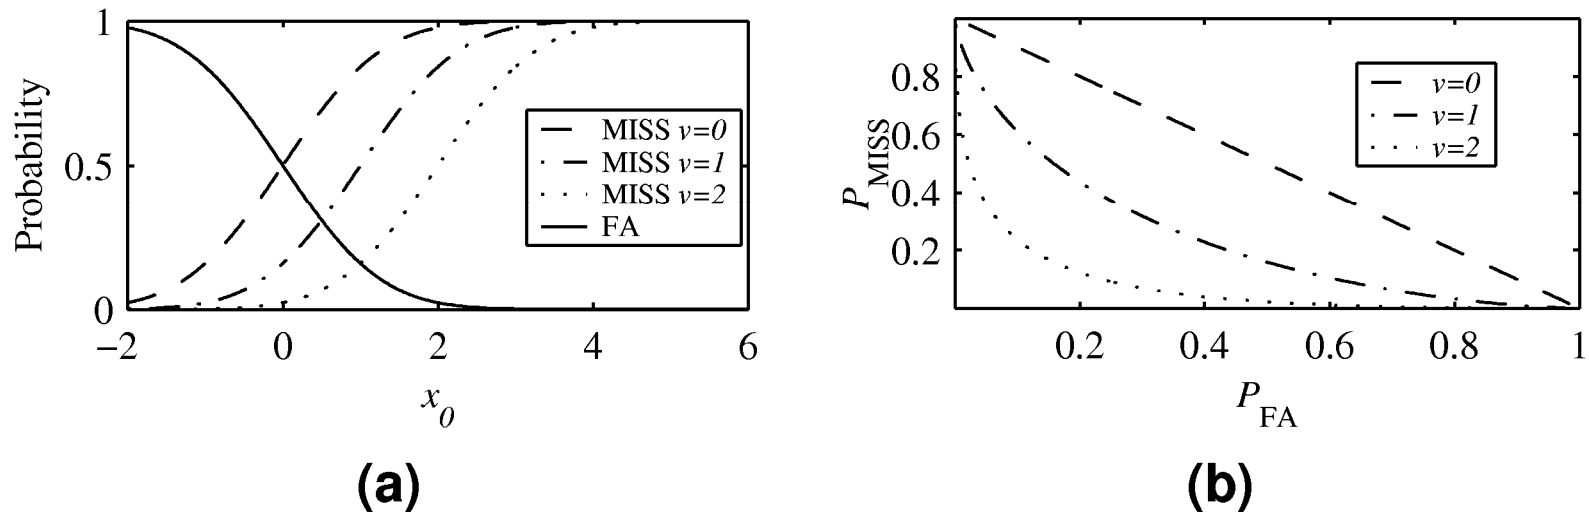 1
0.5
0
Probability
−2 0 2 4 6
x0
MISS v=0
MISS v=1
MISS v=2
FA
(a)
0.8
0.6
0.4
0.2
PMISS
0.2 0.4 0.6 0.8 1
PFA
v=0
v=1
v=2
(b)